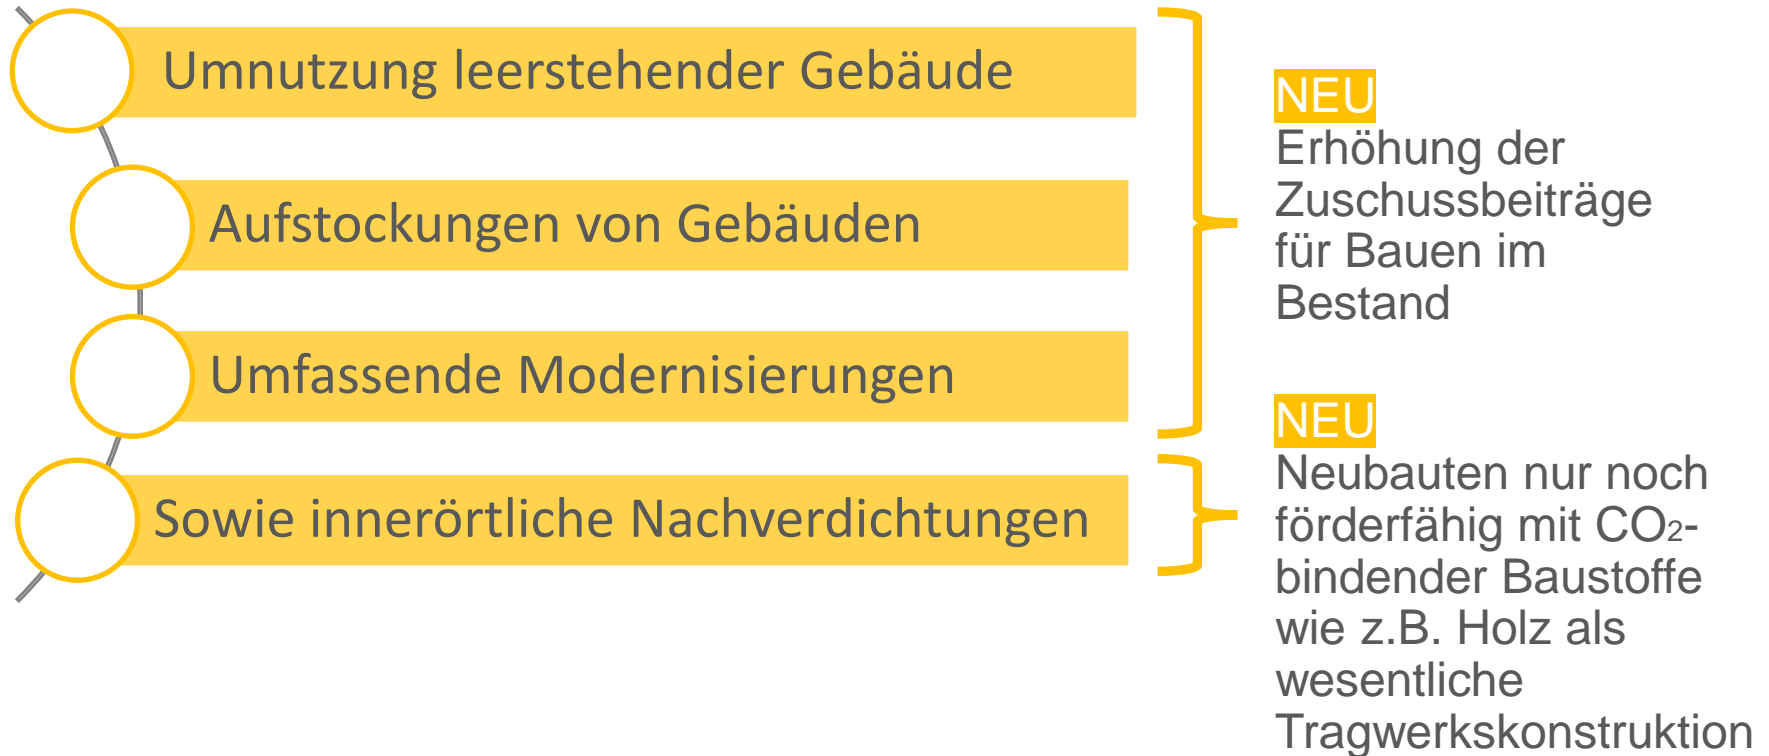 Umnutzung leerstehender Gebäude
Aufstockungen von Gebäuden
Umfassende Modernisierungen
Sowie innerörtliche Nachverdichtungen
NEU
Erhöhung der
Zuschussbeiträge
für Bauen im
Bestand
NEU
Neubauten nur noch
förderfähig mit CO₂-
bindender Baustoffe
wie z.B. Holz als
wesentliche
Tragwerkskonstruktion